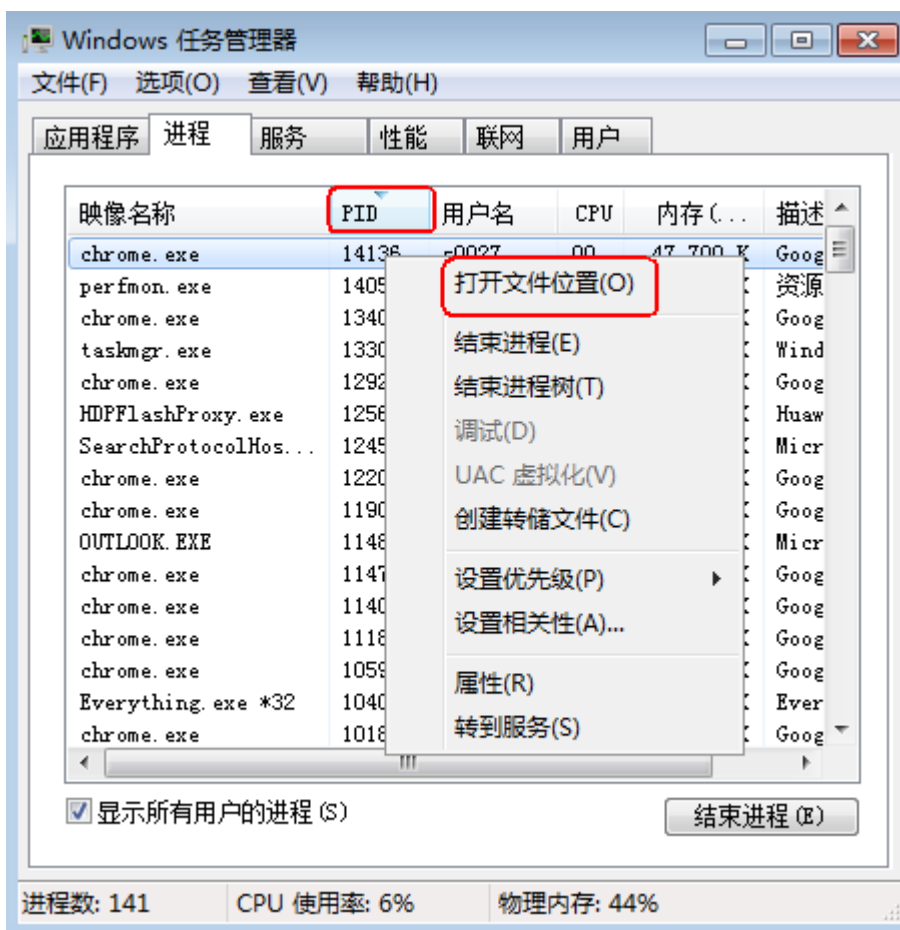 Windows 任务管理器
文件(F) 选项(O) 查看(V) 帮助(H)
应用程序 进程 服务 性能 联网 用户
映像名称 PID 用户名 CPU 内存(... 描述
chrome.exe 14136 00 47,700 K Goog
perfmon.exe 1405 资源
chrome.exe 1340 Goog
taskmgr.exe 1330 Wind
chrome.exe 1292 Goog
HDPFlashProxy.exe 1256 Huaw
SearchProtocolHos... 1245 Micr
chrome.exe 1220 Goog
chrome.exe 1190 Goog
OUTLOOK.EXE 1148 Micr
chrome.exe 1147 Goog
chrome.exe 1140 Goog
chrome.exe 1118 Goog
chrome.exe 1059 Goog
Everything.exe *32 1040 Ever
chrome.exe 1018 Goog
打开文件位置(O)
结束进程(E)
结束进程树(T)
调试(D)
UAC 虚拟化(V)
创建转储文件(C)
设置优先级(P)
设置相关性(A)...
属性(R)
转到服务(S)
显示所有用户的进程(S) 结束进程(E)
进程数: 141 CPU 使用率: 6% 物理内存: 44%